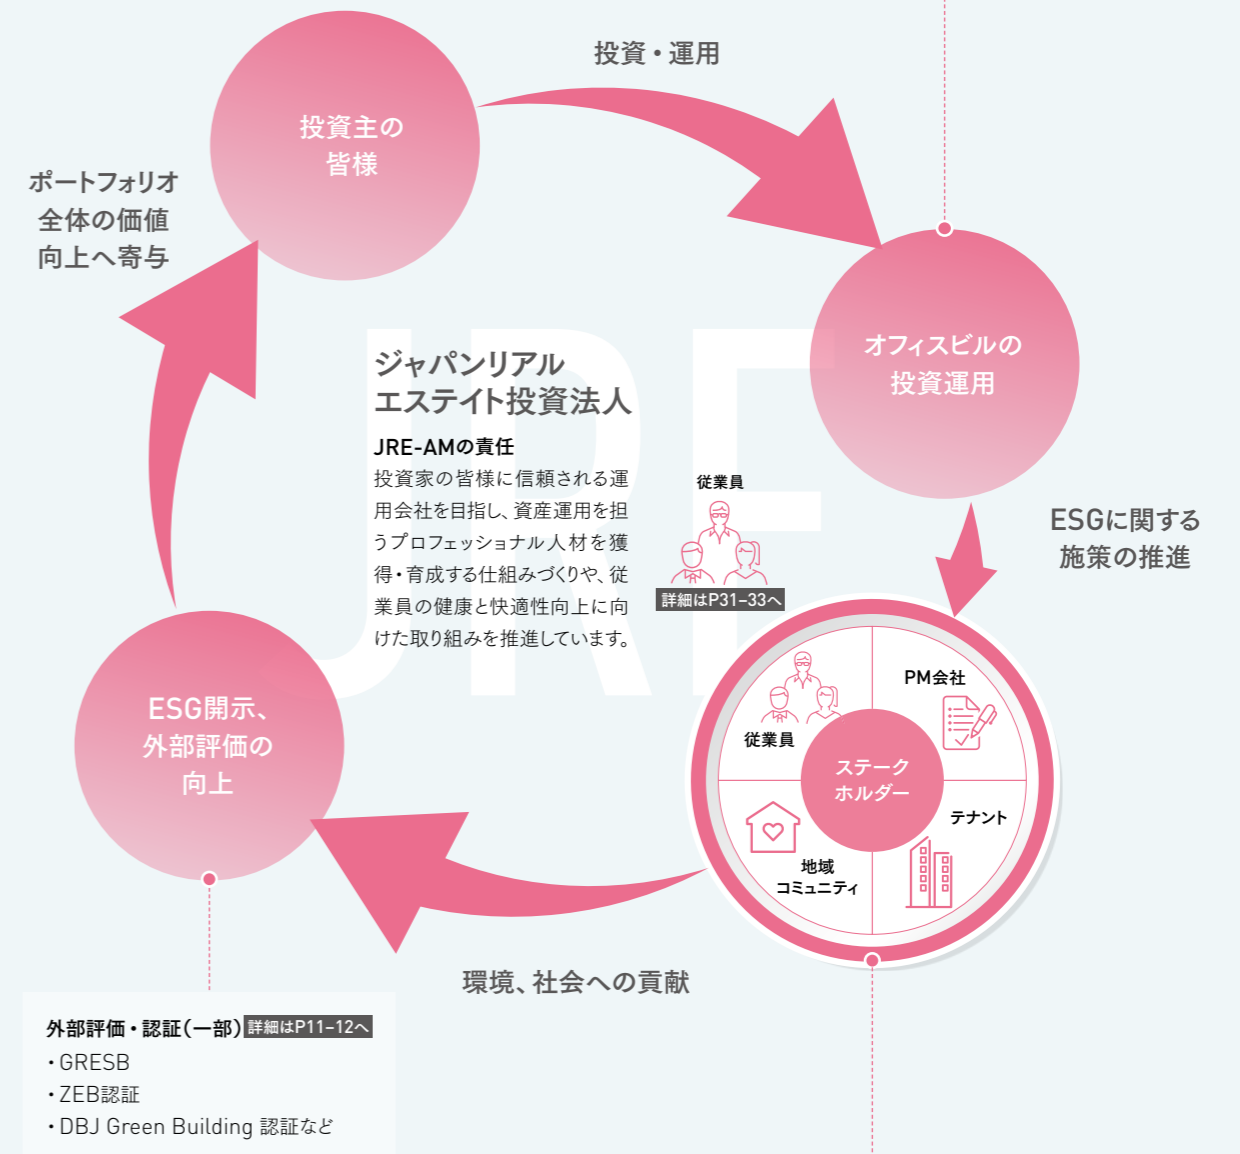 投資・運用
投資主の
皆様
ポートフォリオ
全体の価値
向上へ寄与
オフィスビルの
投資運用
JRE
ジャパンリアル
エステイト投資法人
JRE-AMの責任
投資家の皆様に信頼される運
用会社を目指し、資産運用を担
うプロフェッショナル人材を獲
得・育成する仕組みづくりや、従
業員の健康と快適性向上に向
けた取り組みを推進しています。
従業員
詳細はP31–33へ
ESGに関する
施策の推進
PM会社
従業員
ステーク
ホルダー
テナント
地域
コミュニティ
ESG開示、
外部評価の
向上
環境、社会への貢献
外部評価・認証(一部) 詳細はP11–12へ
・GRESB
・ZEB認証
・DBJ Green Building 認証など